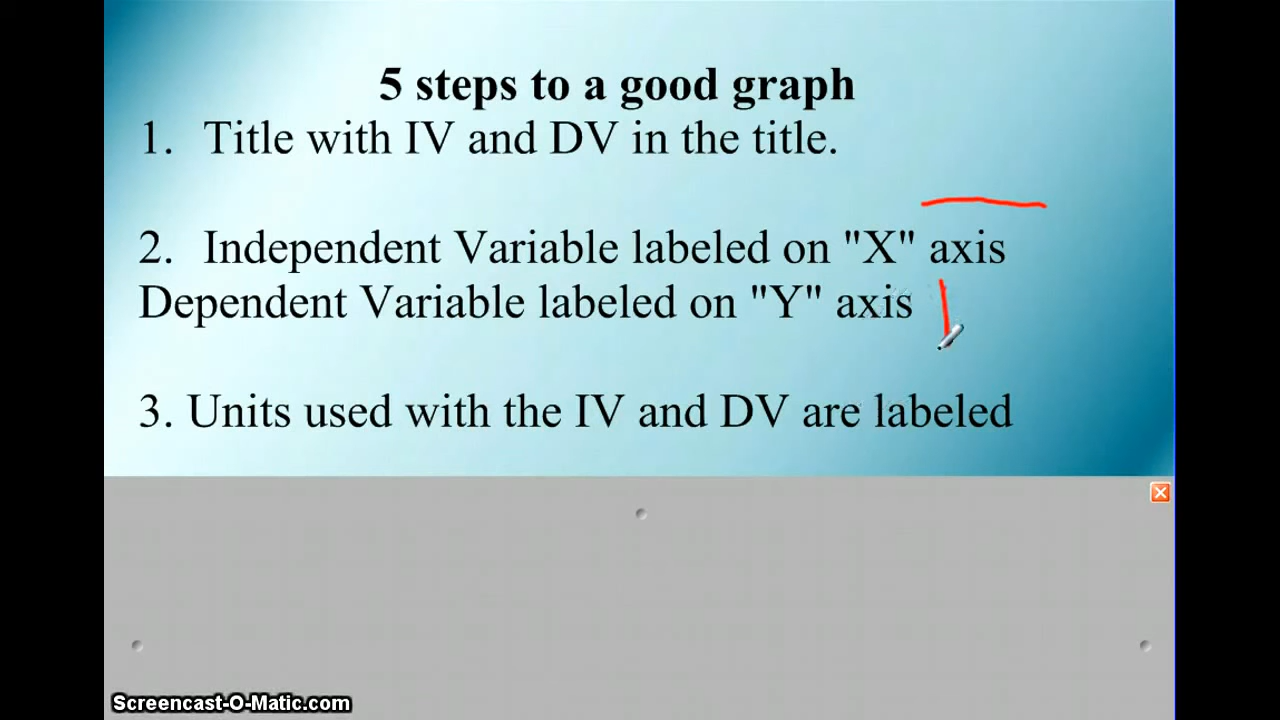 5 steps to a good graph
1. Title with IV and DV in the title.
2. Independent Variable labeled on "X" axis
Dependent Variable labeled on "Y" axis
3. Units used with the IV and DV are labeled
Screencast-O-Matic.com